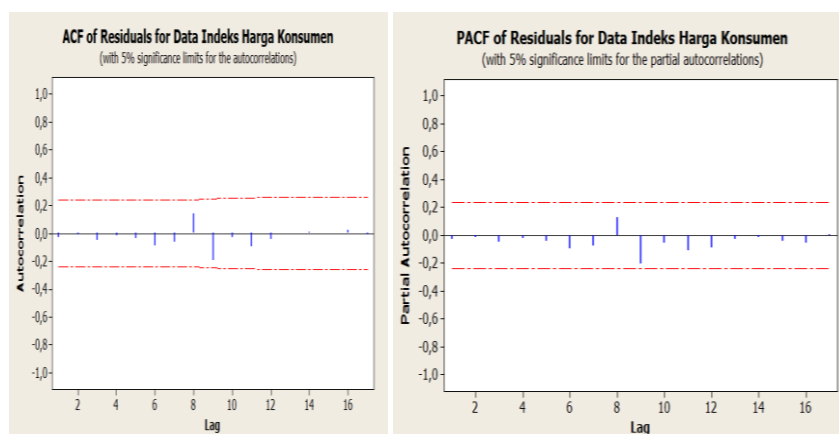 ACF of Residuals for Data Indeks Harga Konsumen
(with 5% significance limits for the autocorrelations)
Autocorrelation
1,0
0,8
0,6
0,4
0,2
0,0
-0,2
-0,4
-0,6
-0,8
-1,0
2 4 6 8 10 12 14 16
Lag
PACF of Residuals for Data Indeks Harga Konsumen
(with 5% significance limits for the partial autocorrelations)
Partial Autocorrelation
1,0
0,8
0,6
0,4
0,2
0,0
-0,2
-0,4
-0,6
-0,8
-1,0
2 4 6 8 10 12 14 16
Lag